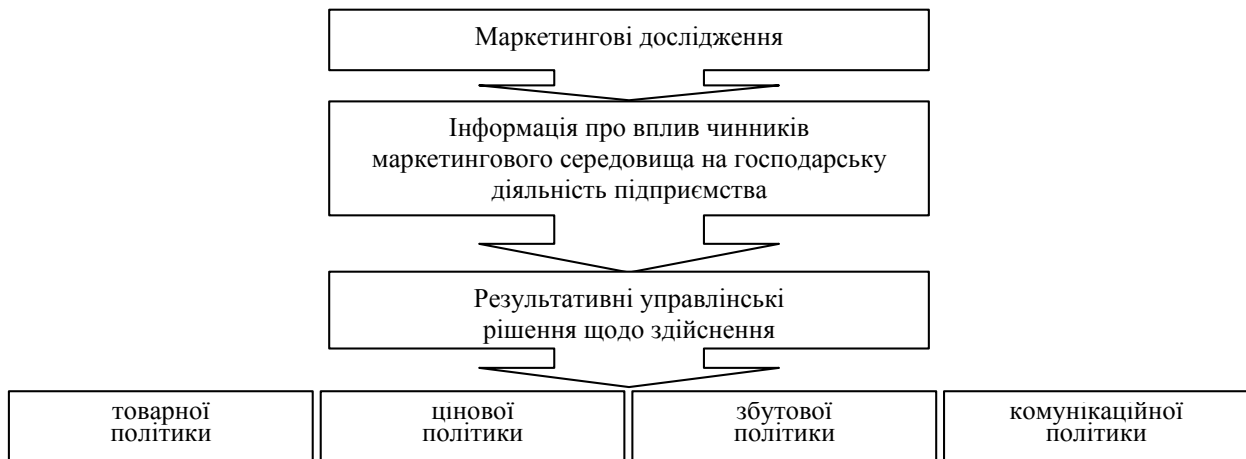 Маркетингові дослідження
Інформація про вплив чинників
маркетингового середовища на господарську
діяльність підприємства
Результативні управлінські
рішення щодо здійснення
товарної
політики
цінової
політики
збутової
політики
комунікаційної
політики